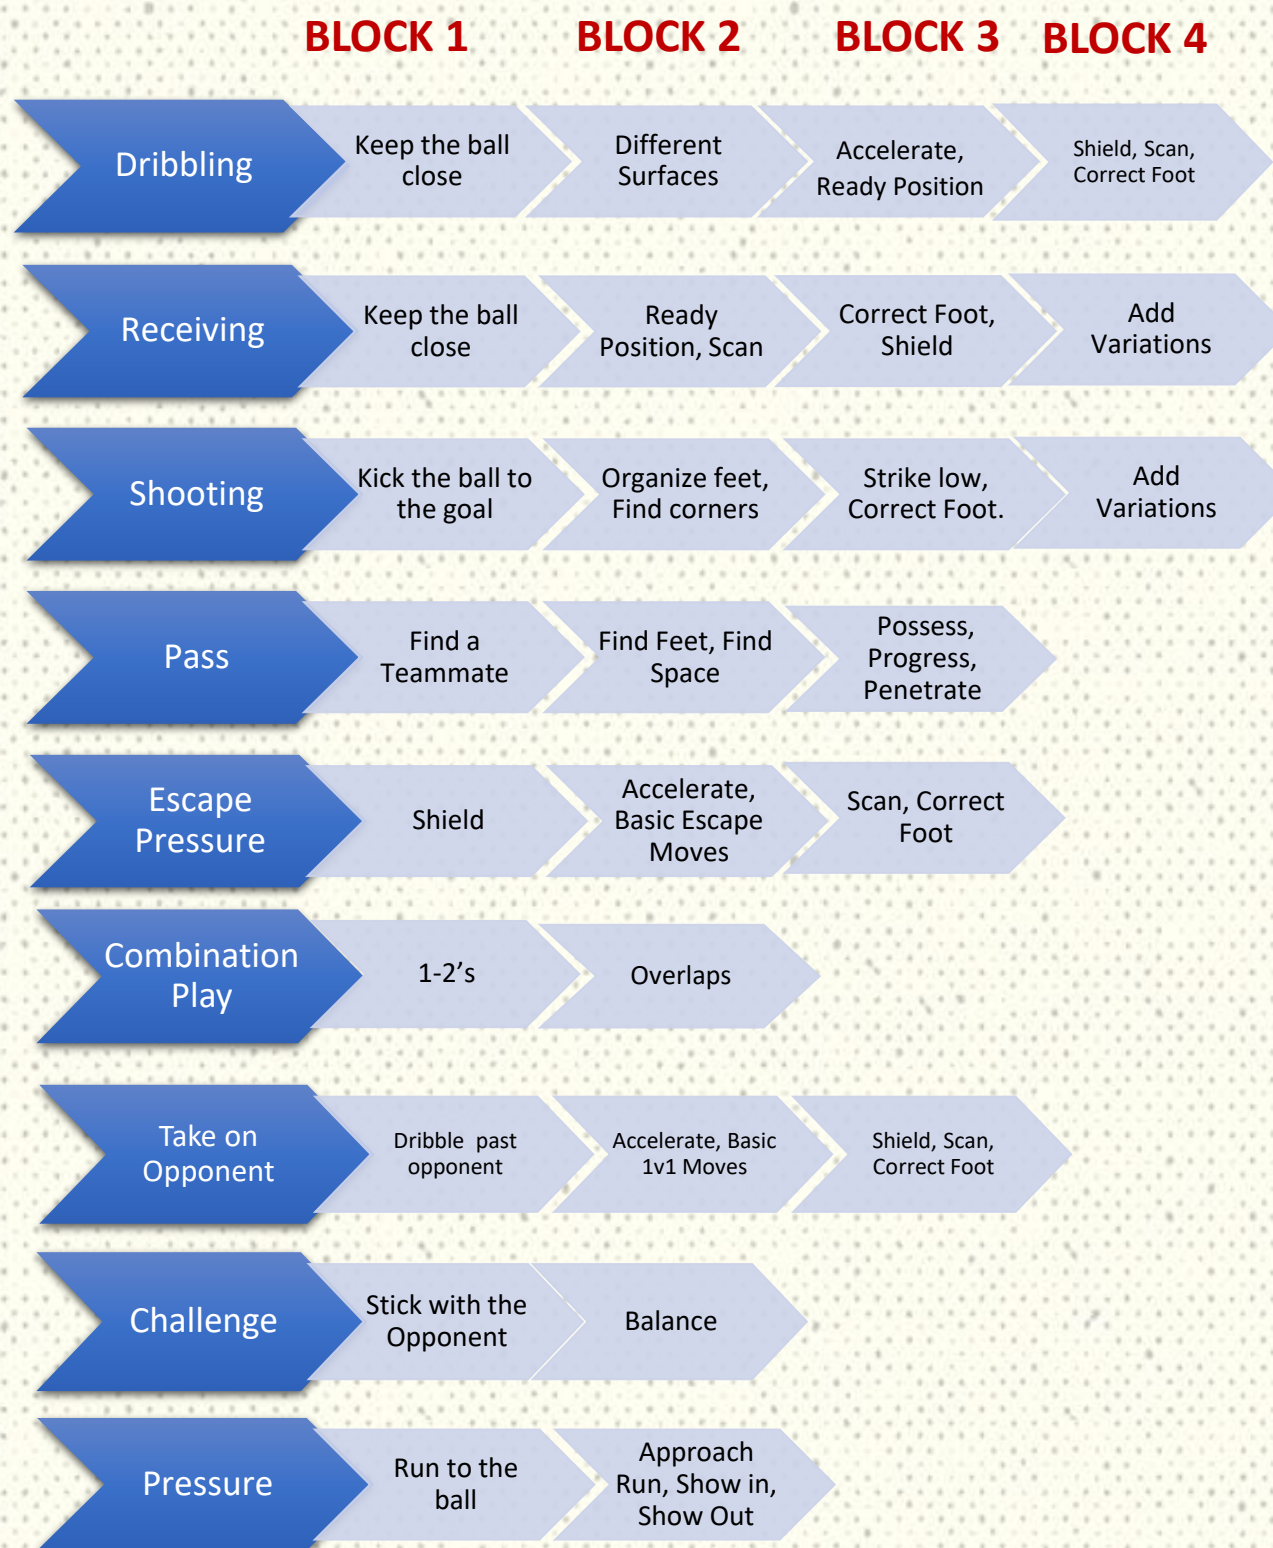 BLOCK 1 BLOCK 2 BLOCK 3 BLOCK 4
Dribbling
Keep the ball
close
Different
Surfaces
Accelerate,
Ready Position
Shield, Scan,
Correct Foot
Receiving
Keep the ball
close
Ready
Position, Scan
Correct Foot,
Shield
Add
Variations
Shooting
Kick the ball to
the goal
Organize feet,
Find corners
Strike low,
Correct Foot.
Add
Variations
Pass
Find a
Teammate
Find Feet, Find
Space
Possess,
Progress,
Penetrate
Escape
Pressure
Shield
Accelerate,
Basic Escape
Moves
Scan, Correct
Foot
Combination
Play
1-2’s
Overlaps
Take on
Opponent
Dribble past
opponent
Accelerate, Basic
1v1 Moves
Shield, Scan,
Correct Foot
Challenge
Stick with the
Opponent
Balance
Pressure
Run to the
ball
Approach
Run, Show in,
Show Out